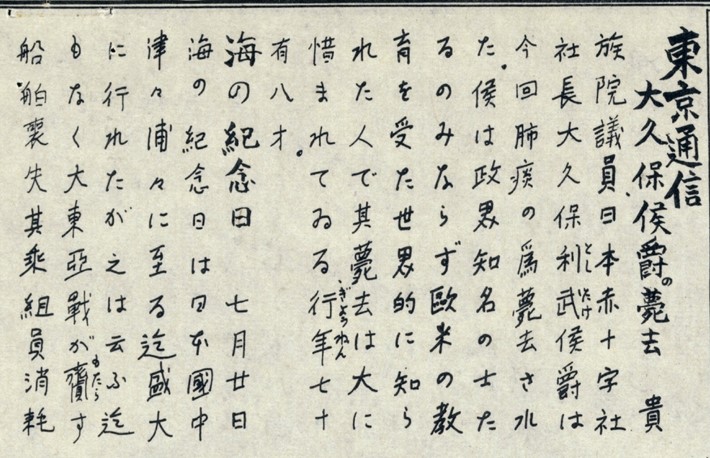 東京通信
大久保侯爵の薨去　貴
族院議員、日本赤十字社
社長大久保利武侯爵は
今回肺瘓の為薨去され
た。侯は政界知名の士た
るのみならず欧米の教
育を受た世界的に知ら
れた人で其薨去は大に
惜まれてゐる行年七十
有八才。
海の紀念日　七月廿日
海の紀念日は日本國中
津々浦々に至る迄盛大
に行れたが之は云ふ迄
もなく大東亞戰が齎す
船舶喪失其乘組員消耗